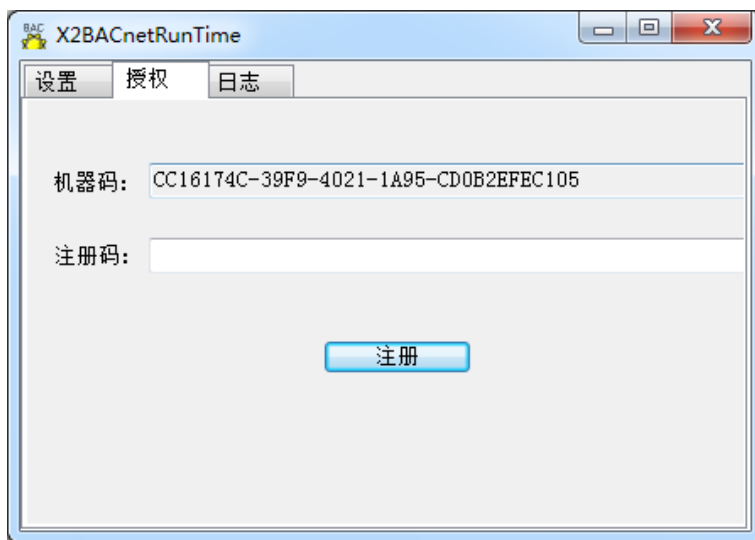 BAC
X2BACnetRunTime
设置 授权 日志
机器码: CC16174C-39F9-4021-1A95-CD0B2EFEC105
注册码:
注册